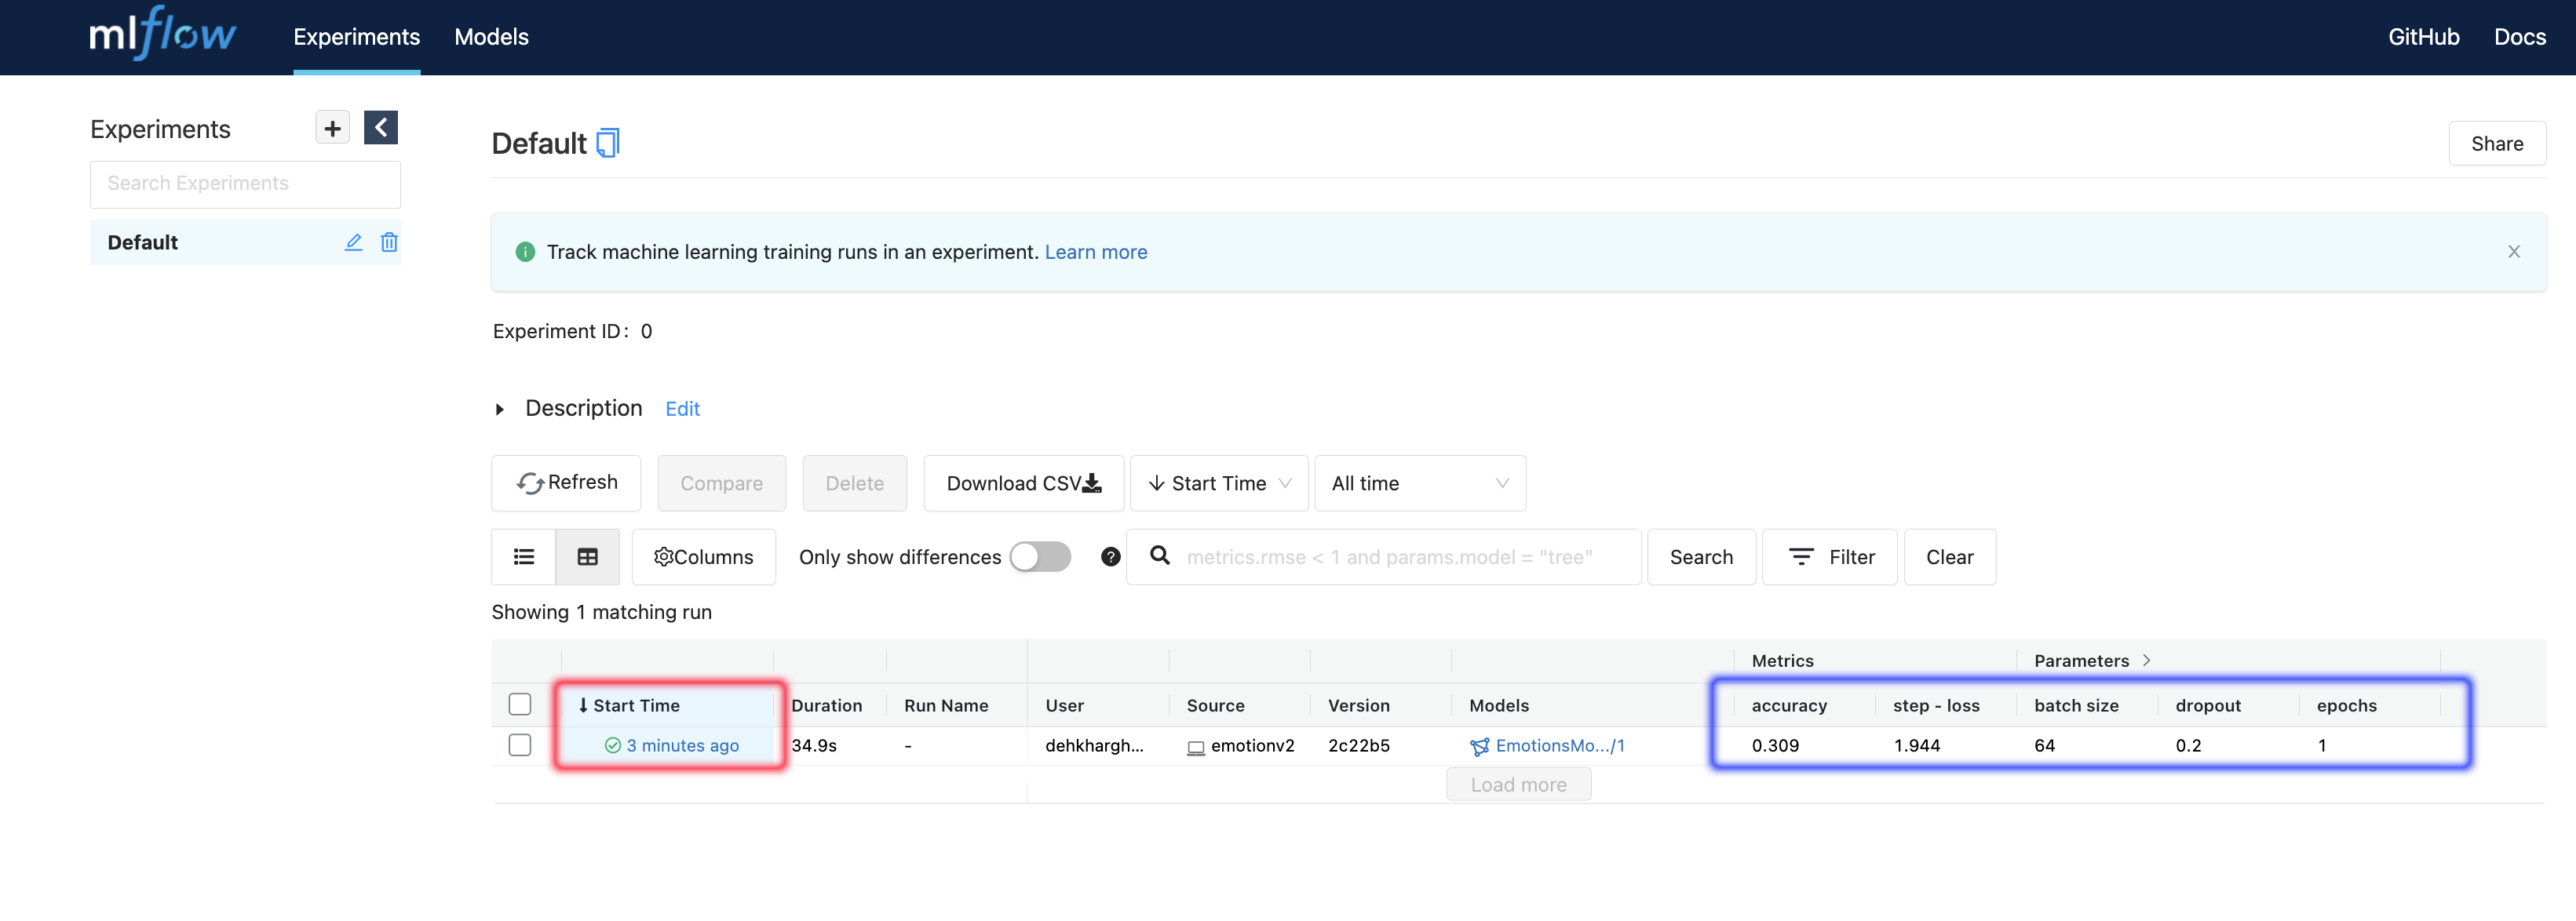 mlflow Experiments Models GitHub Docs
Experiments
Search Experiments
Default
Default
Share
Track machine learning training runs in an experiment. Learn more
Experiment ID: 0
Description Edit
Refresh Compare Delete Download CSV Start Time All time
Columns Only show differences metrics.rmse < 1 and params.model = "tree" Search Filter Clear
Showing 1 matching run
Metrics Parameters
Start Time Duration Run Name User Source Version Models accuracy step - loss batch size dropout epochs
3 minutes ago 34.9s - dehkhargh... emotionv2 2c22b5 EmotionsMo.../1 0.309 1.944 64 0.2 1
Load more